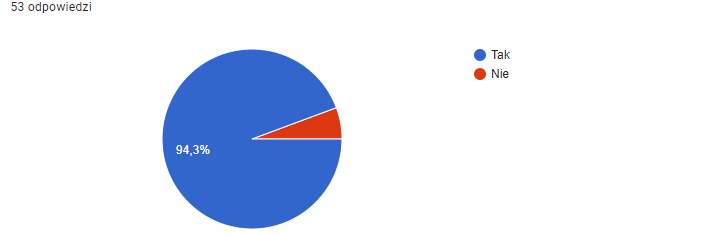 53 odpowiedzi
Tak
Nie
94,3%